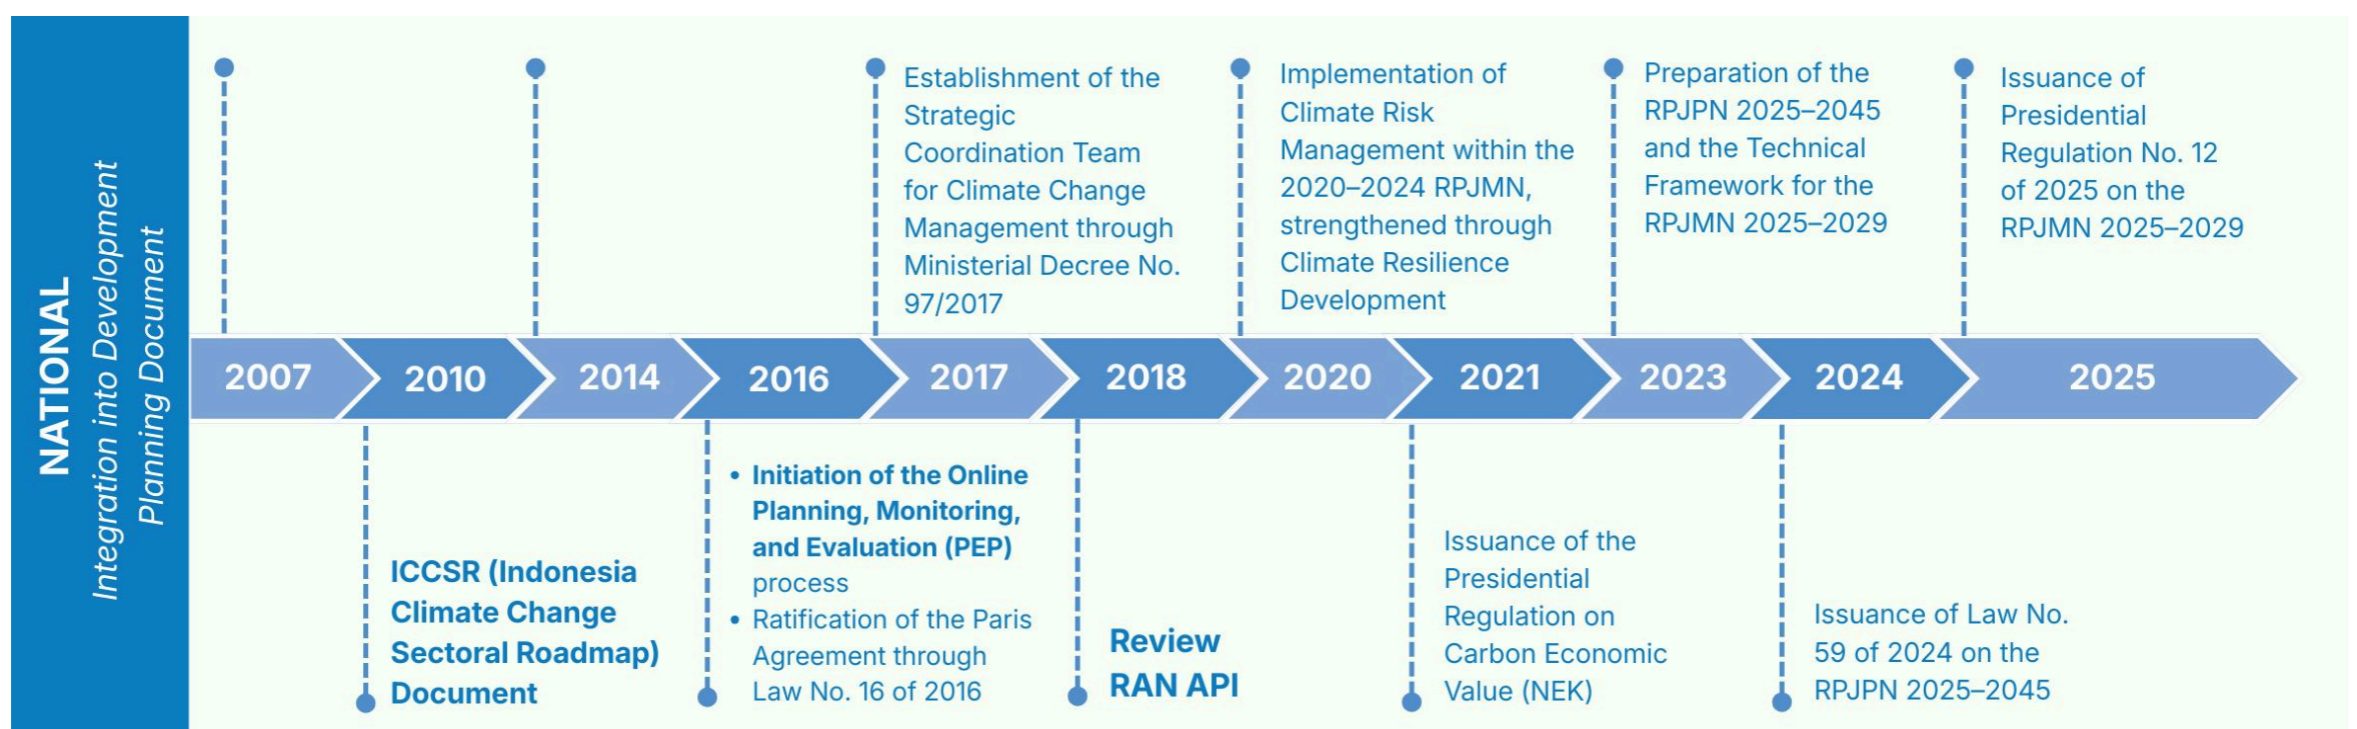 NATIONAL
Integration into Development
Planning Document
Establishment of the
Strategic
Coordination Team
for Climate Change
Management through
Ministerial Decree No.
97/2017
Implementation of
Climate Risk
Management within the
2020–2024 RPJMN,
strengthened through
Climate Resilience
Development
Preparation of the
RPJPN 2025–2045
and the Technical
Framework for the
RPJMN 2025–2029
Issuance of
Presidential
Regulation No. 12
of 2025 on the
RPJMN 2025–2029
2007
2010
2014
2016
2017
2018
2020
2021
2023
2024
2025
ICCSR (Indonesia
Climate Change
Sectoral Roadmap)
Document
• Initiation of the Online
Planning, Monitoring,
and Evaluation (PEP)
process
• Ratification of the Paris
Agreement through
Law No. 16 of 2016
Review
RAN API
Issuance of the
Presidential
Regulation on
Carbon Economic
Value (NEK)
Issuance of Law No.
59 of 2024 on the
RPJPN 2025–2045